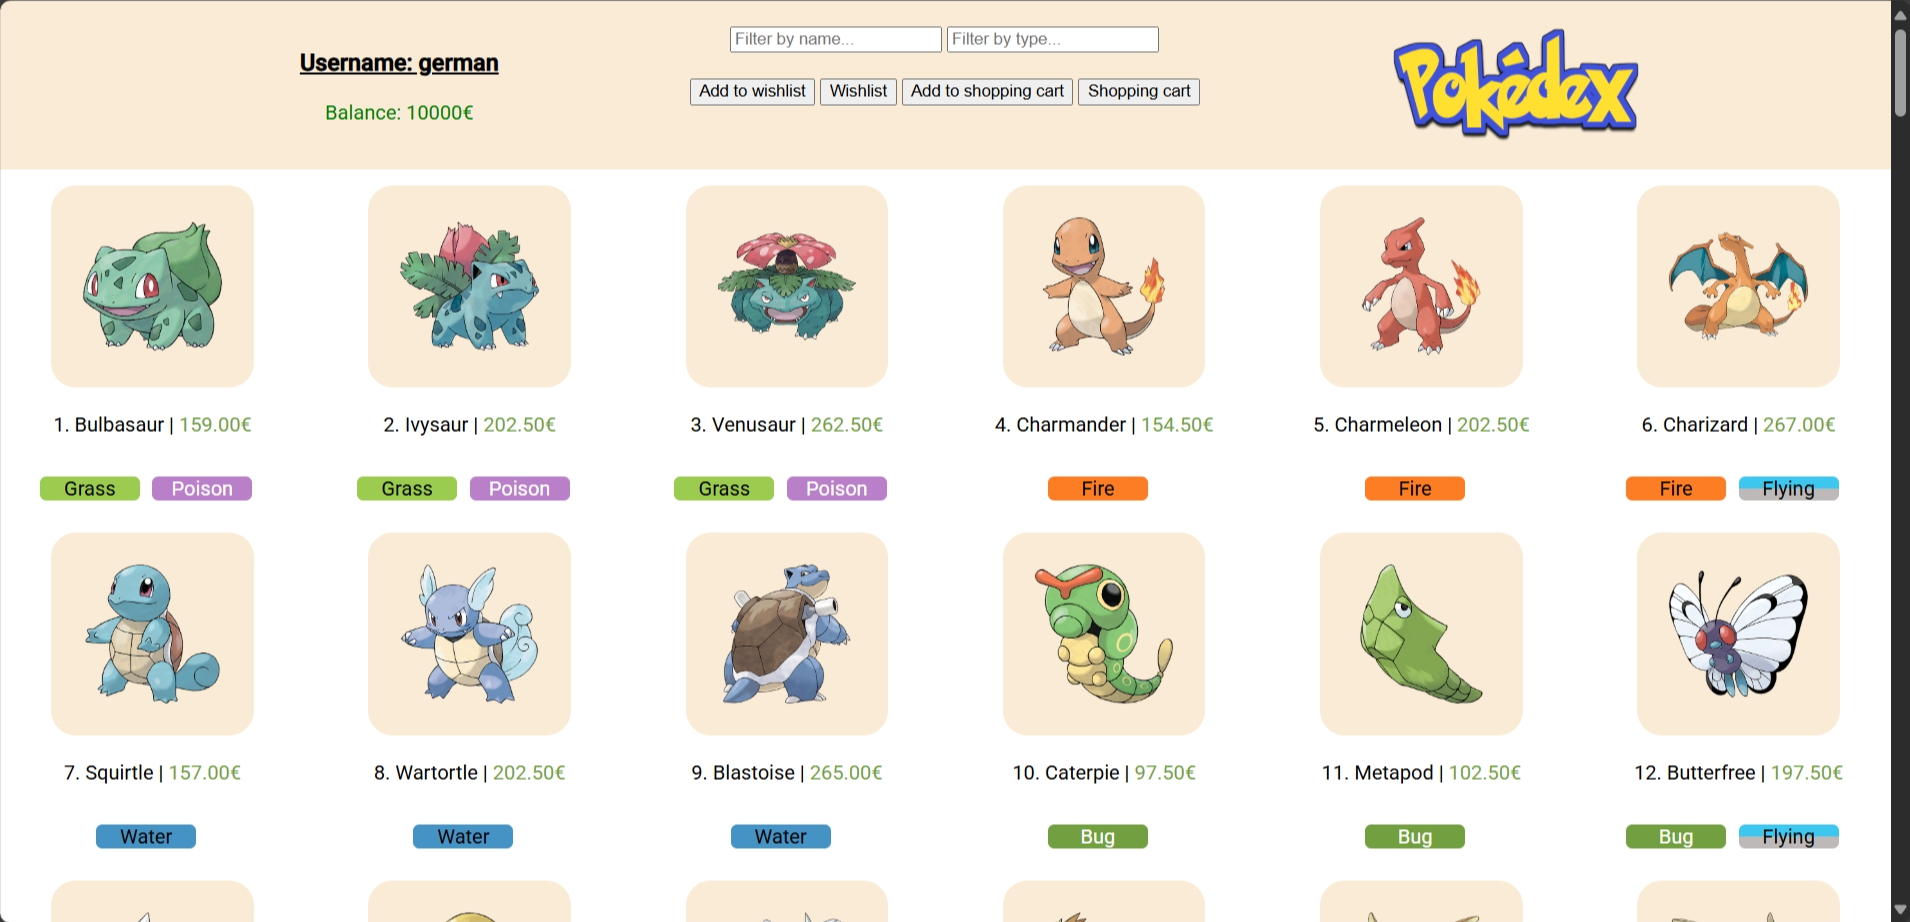 Username: german
Balance: 10000€
Filter by name... Filter by type...
Add to wishlist Wishlist Add to shopping cart Shopping cart
Pokédex
1. Bulbasaur | 159.00€
2. Ivysaur | 202.50€
3. Venusaur | 262.50€
4. Charmander | 154.50€
5. Charmeleon | 202.50€
6. Charizard | 267.00€
Grass Poison
Grass Poison
Grass Poison
Fire
Fire
Fire Flying
7. Squirtle | 157.00€
8. Wartortle | 202.50€
9. Blastoise | 265.00€
10. Caterpie | 97.50€
11. Metapod | 102.50€
12. Butterfree | 197.50€
Water
Water
Water
Bug
Bug
Bug Flying